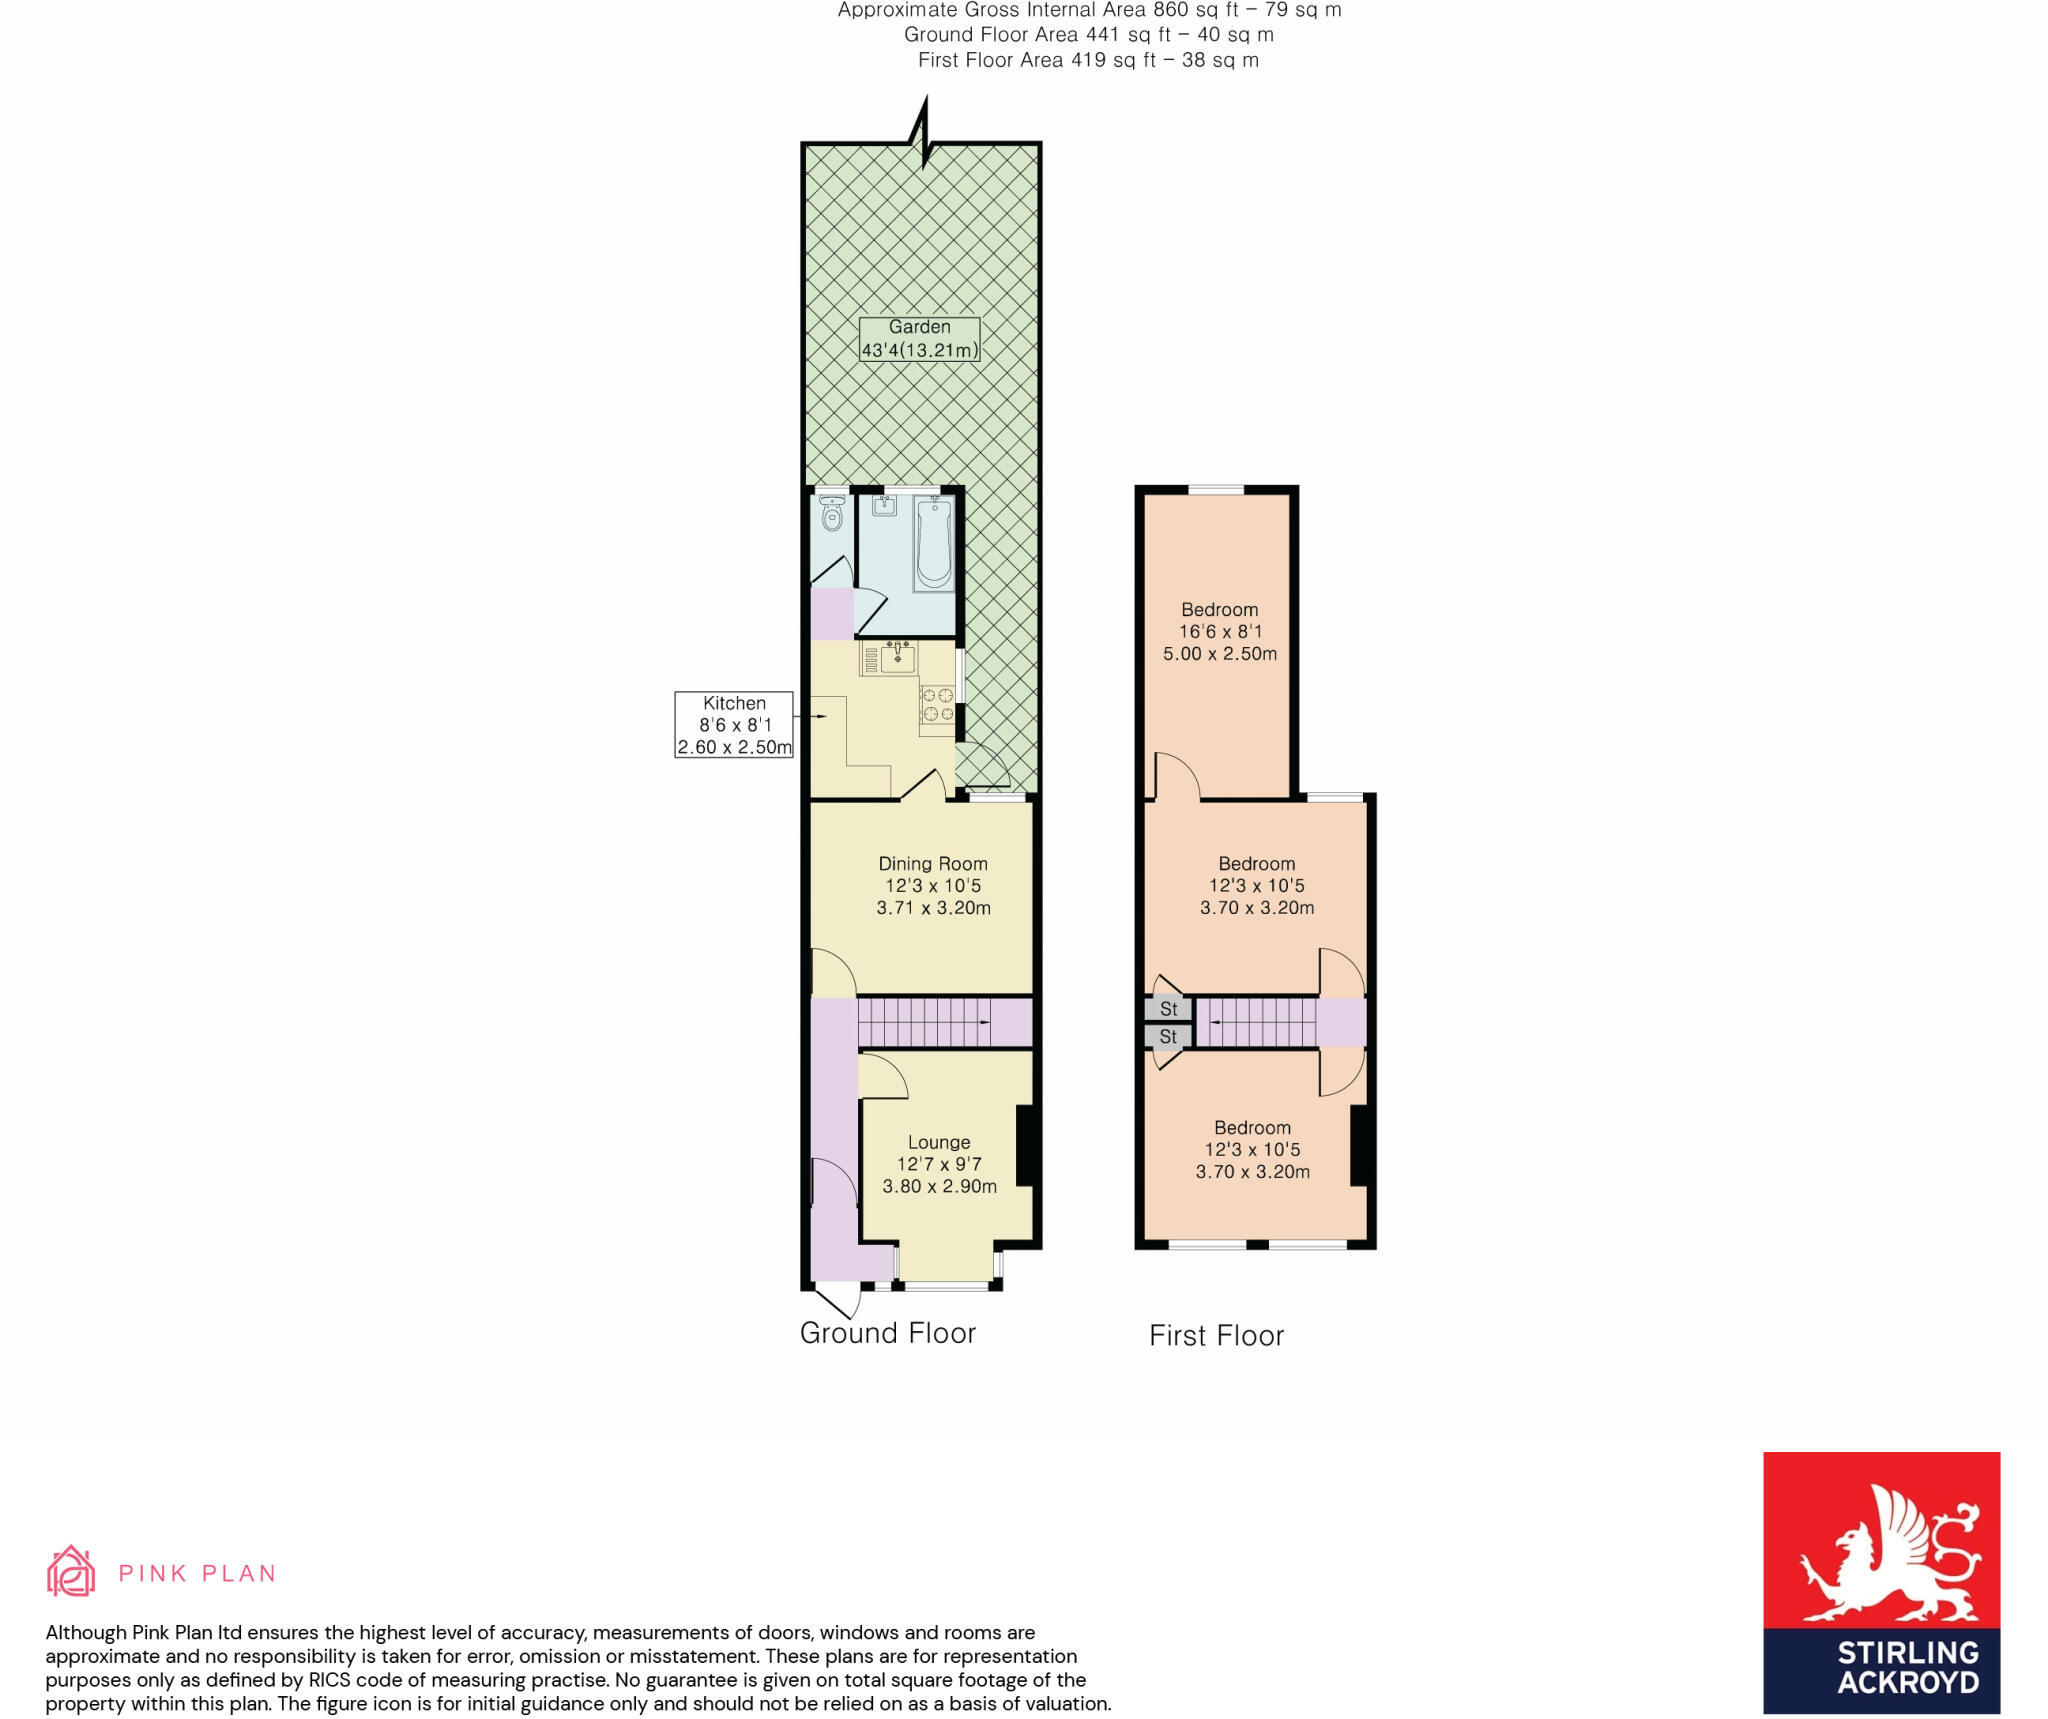 Approximate Gross Internal Area 860 sq ft – 79 sq m
Ground Floor Area 441 sq ft – 40 sq m
First Floor Area 419 sq ft – 38 sq m
Garden
43'4(13.21m)
Kitchen
8'6 x 8'1
2.60 x 2.50m
Dining Room
12'3 x 10'5
3.71 x 3.20m
Lounge
12'7 x 9'7
3.80 x 2.90m
Ground Floor
Bedroom
16'6 x 8'1
5.00 x 2.50m
Bedroom
12'3 x 10'5
3.70 x 3.20m
St
St
Bedroom
12'3 x 10'5
3.70 x 3.20m
First Floor
PINK PLAN
Although Pink Plan ltd ensures the highest level of accuracy, measurements of doors, windows and rooms are
approximate and no responsibility is taken for error, omission or misstatement. These plans are for representation
purposes only as defined by RICS code of measuring practise. No guarantee is given on total square footage of the
property within this plan. The figure icon is for initial guidance only and should not be relied on as a basis of valuation.
STIRLING
ACKROYD